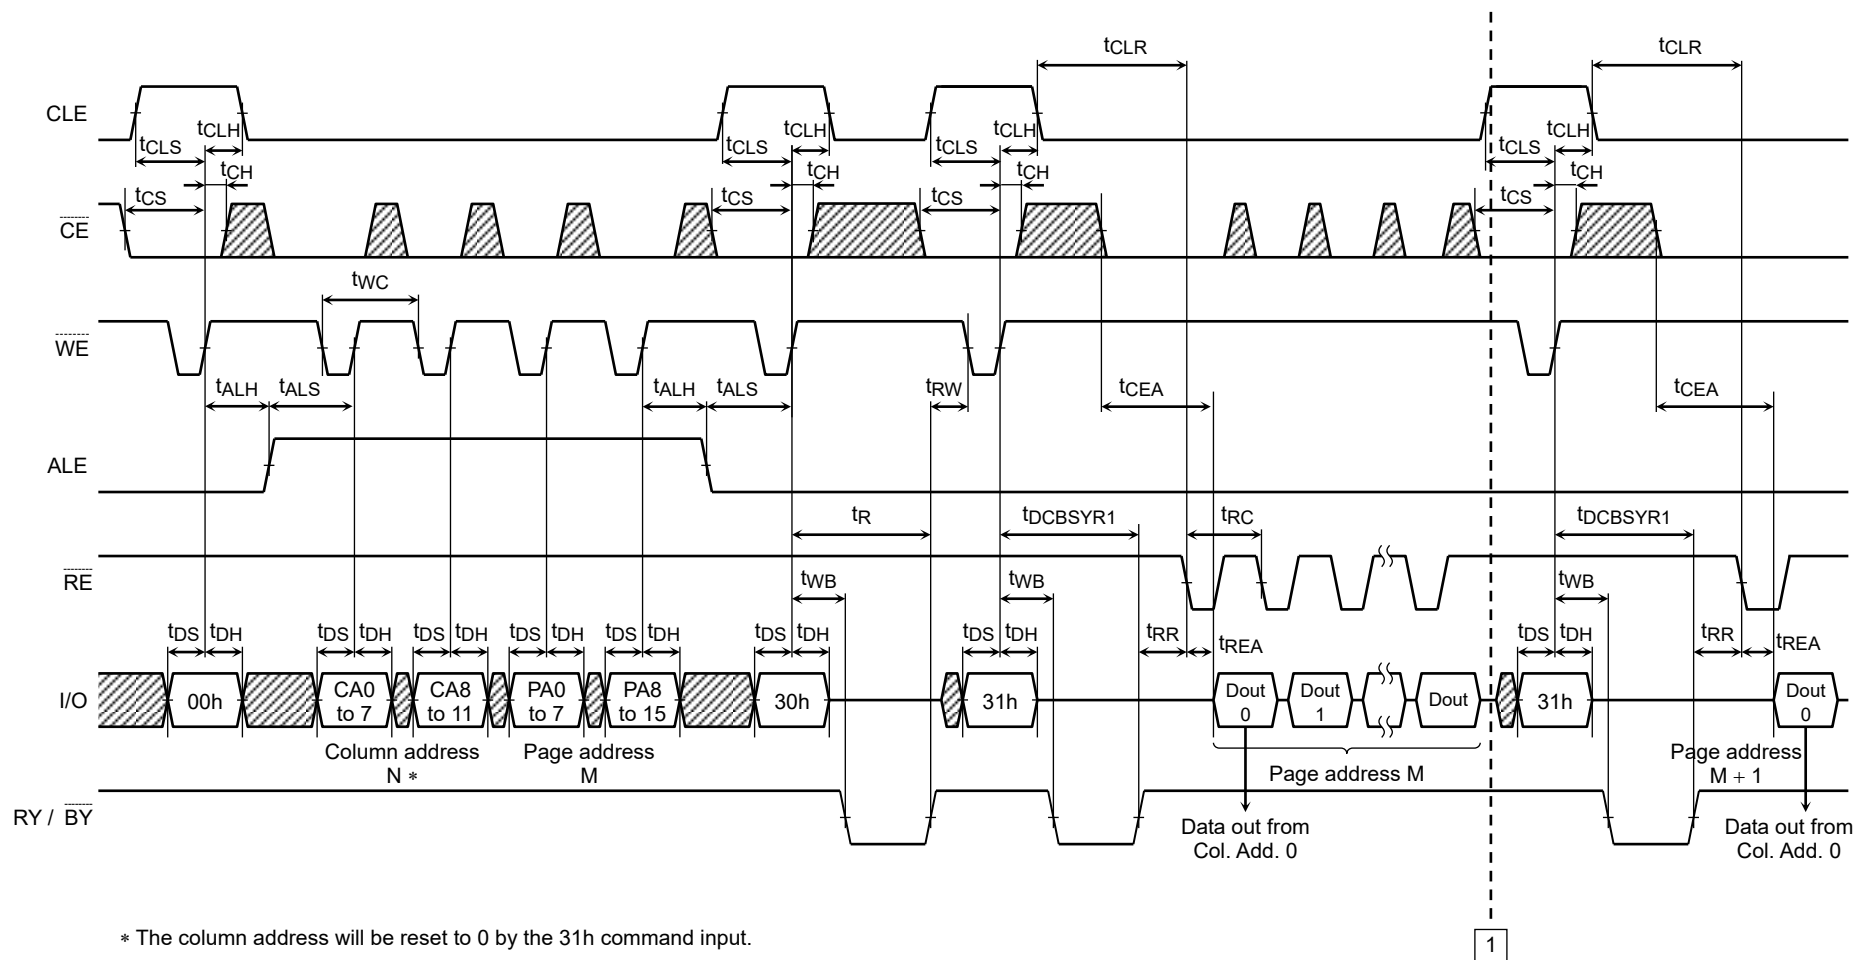 tCLR tCLR
CLE
tCLS tCLH tCLS tCLH tCLS tCLH tCLS tCLH
tCH tCH tCH tCH
tCS tCS tCS tCS
CE
tWC
WE
tALH tALS tALH tALS tRW tCEA tCEA
ALE
tR tDCBSYR1 tRC tDCBSYR1
RE
tWB tWB tWB
tDS tDH tDS tDH tDS tDH tDS tDH tDS tDH tDS tDH tDS tDH tRR tREA tDS tDH tRR tREA
I/O
00h
CA0
to 7
CA8
to 11
PA0
to 7
PA8
to 15
30h
31h
Dout
0
Dout
1
Dout
31h
Dout
0
Column address
N *
Page address
M
Page address M
Page address
M + 1
RY / BY
Data out from
Col. Add. 0
Data out from
Col. Add. 0
* The column address will be reset to 0 by the 31h command input.
1